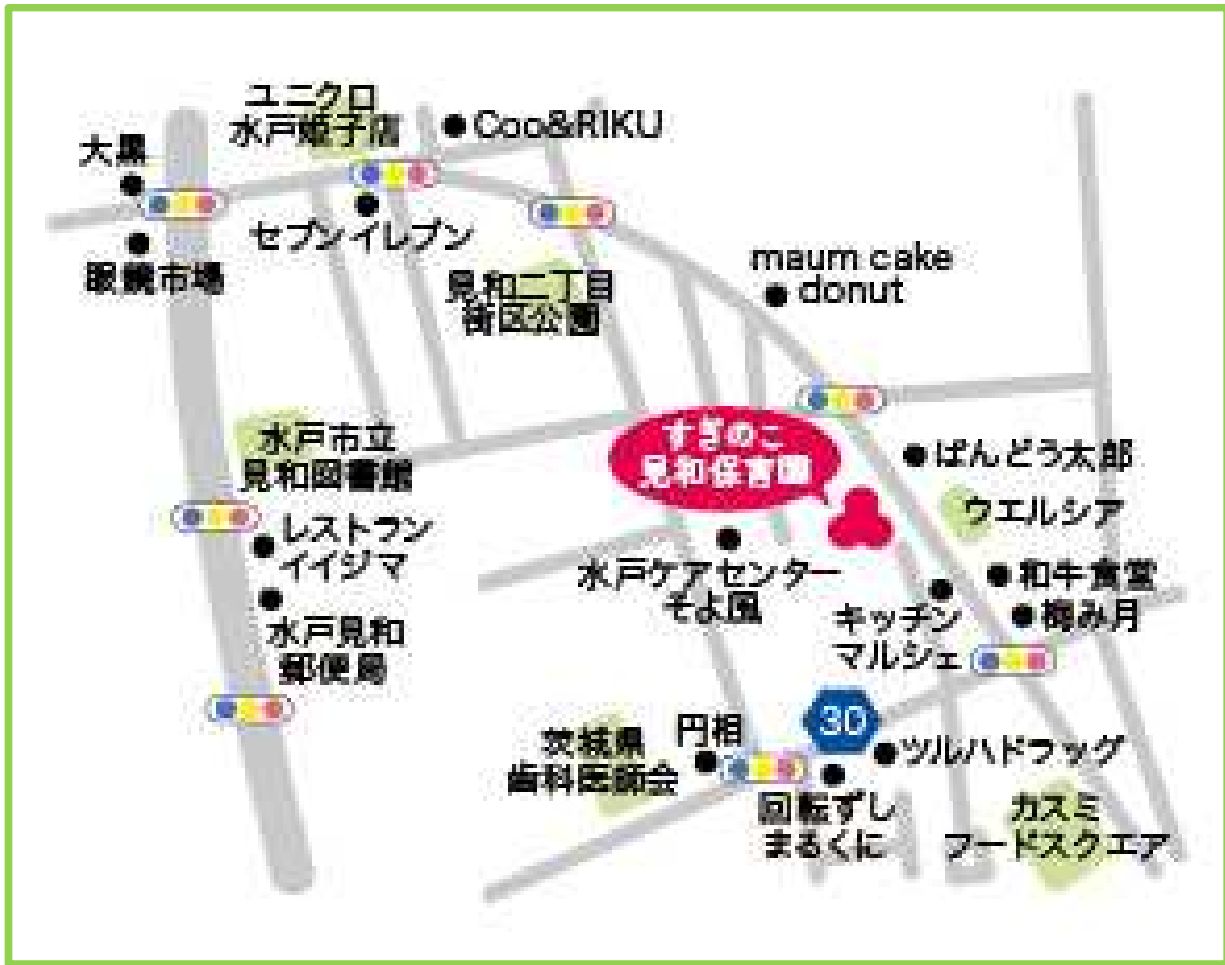 ユニクロ
水戸姫子店
Coo&RIKU
大黒
セブンイレブン
眼鏡市場
見和二丁目
街区公園
maum cake
donut
すぎのこ
見和保育園
水戸市立
見和図書館
ばんどう太郎
ウエルシア
レストラン
イイジマ
水戸ケアセンター
そよ風
和牛食堂
梅み月
キッチン
マルシェ
水戸見和
郵便局
30
円相
茨城県
歯科医師会
ツルハドラッグ
回転ずし
まるくに
カスミ
フードスクエア